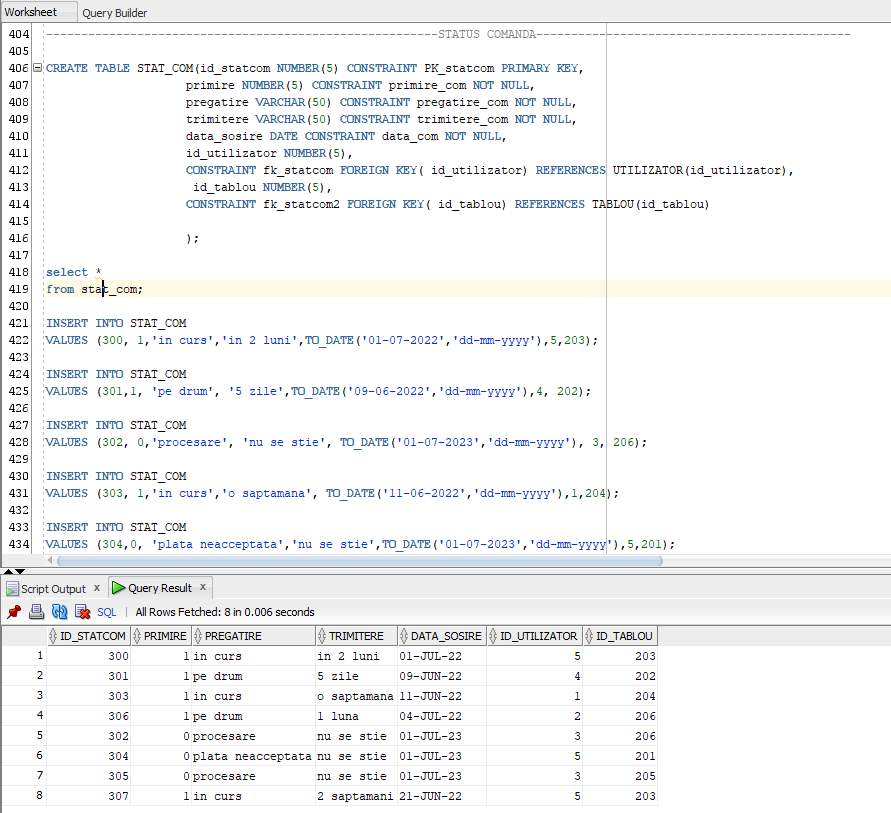 Worksheet Query Builder
404 ------------------------------------------------------STATUS COMANDA--------------------------------------------
405
406 CREATE TABLE STAT_COM(id_statcom NUMBER(5) CONSTRAINT PK_statcom PRIMARY KEY,
407 primire NUMBER(5) CONSTRAINT primire_com NOT NULL,
408 pregatire VARCHAR(50) CONSTRAINT pregatire_com NOT NULL,
409 trimitere VARCHAR(50) CONSTRAINT trimitere_com NOT NULL,
410 data_sosire DATE CONSTRAINT data_com NOT NULL,
411 id_utilizator NUMBER(5),
412 CONSTRAINT fk_statcom FOREIGN KEY( id_utilizator) REFERENCES UTILIZATOR(id_utilizator),
413 id_tablou NUMBER(5),
414 CONSTRAINT fk_statcom2 FOREIGN KEY( id_tablou) REFERENCES TABLOU(id_tablou)
415
416 );
417
418 select *
419 from stat_com;
420
421 INSERT INTO STAT_COM
422 VALUES (300, 1,'in curs','in 2 luni',TO_DATE('01-07-2022','dd-mm-yyyy'),5,203);
423
424 INSERT INTO STAT_COM
425 VALUES (301,1, 'pe drum', '5 zile',TO_DATE('09-06-2022','dd-mm-yyyy'),4, 202);
426
427 INSERT INTO STAT_COM
428 VALUES (302, 0,'procesare', 'nu se stie', TO_DATE('01-07-2023','dd-mm-yyyy'), 3, 206);
429
430 INSERT INTO STAT_COM
431 VALUES (303, 1,'in curs','o saptamana', TO_DATE('11-06-2022','dd-mm-yyyy'),1,204);
432
433 INSERT INTO STAT_COM
434 VALUES (304,0, 'plata neacceptata','nu se stie',TO_DATE('01-07-2023','dd-mm-yyyy'),5,201);
Script Output x Query Result x
SQL | All Rows Fetched: 8 in 0.006 seconds
ID_STATCOM PRIMIRE PREGATIRE TRIMITERE DATA_SOSIRE ID_UTILIZATOR ID_TABLOU
1 300 1 in curs in 2 luni 01-JUL-22 5 203
2 301 1 pe drum 5 zile 09-JUN-22 4 202
3 303 1 in curs o saptamana 11-JUN-22 1 204
4 306 1 pe drum 1 luna 04-JUL-22 2 206
5 302 0 procesare nu se stie 01-JUL-23 3 206
6 304 0 plata neacceptata nu se stie 01-JUL-23 5 201
7 305 0 procesare nu se stie 01-JUL-23 3 205
8 307 1 in curs 2 saptamani 21-JUN-22 5 203